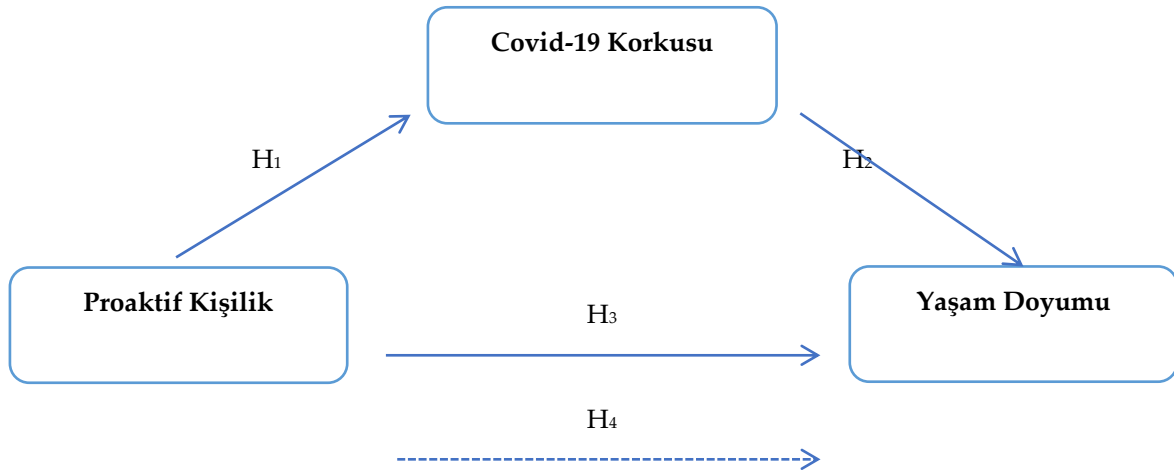 Covid-19 Korkusu
H1
H2
Proaktif Kişilik
Yaşam Doyumu
H3
H4